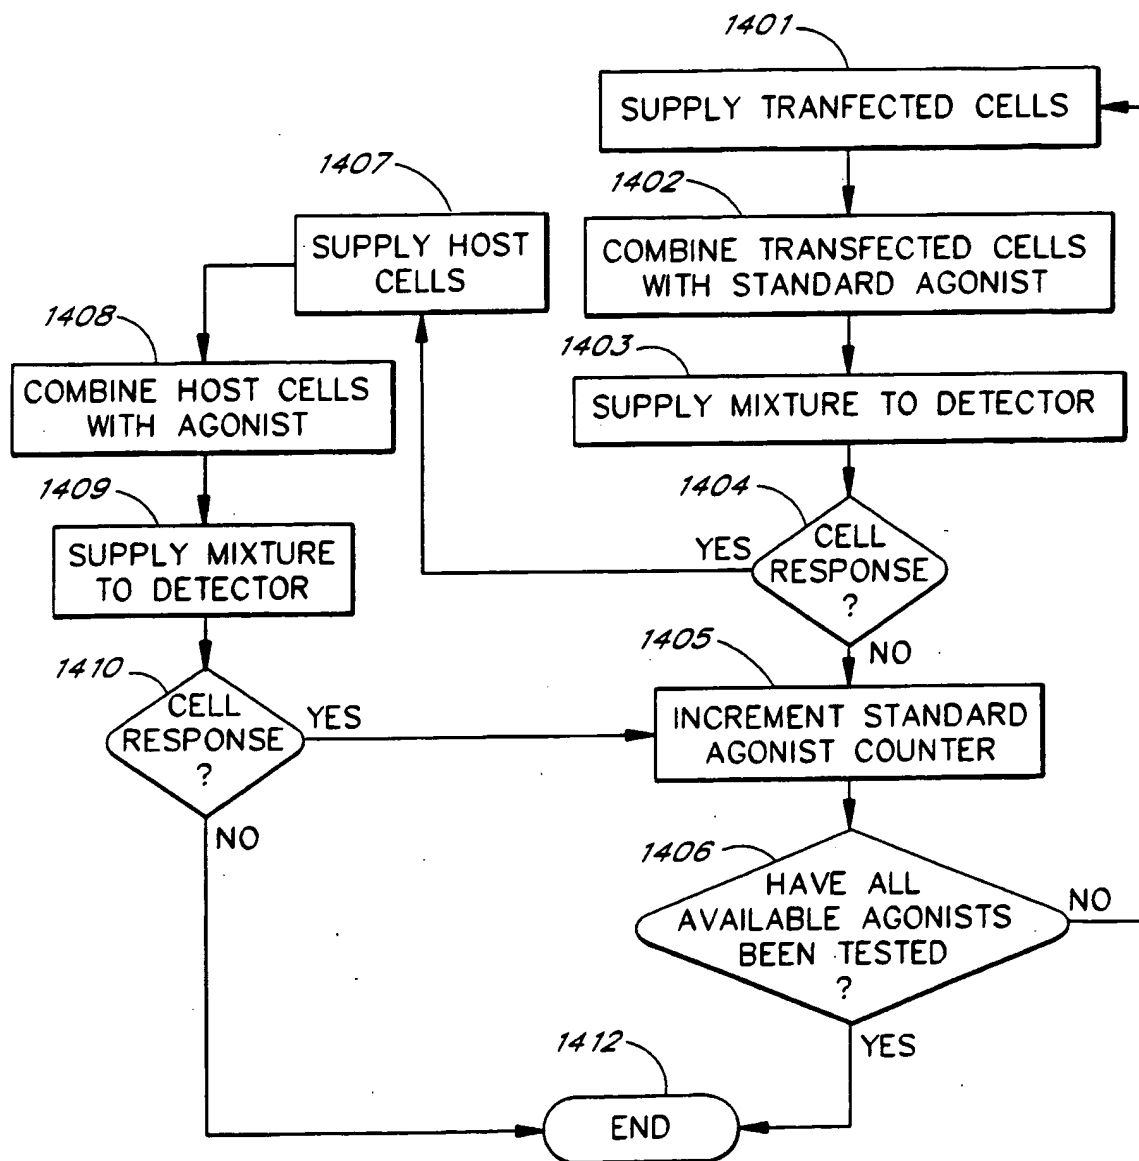 1401
SUPPLY TRANFECTED CELLS
1402
COMBINE TRANSFECTED CELLS
WITH STANDARD AGONIST
1403
SUPPLY MIXTURE TO DETECTOR
1404
CELL
RESPONSE
?
YES
NO
1407
SUPPLY HOST
CELLS
1408
COMBINE HOST CELLS
WITH AGONIST
1409
SUPPLY MIXTURE
TO DETECTOR
1410
CELL
RESPONSE
?
YES
NO
1405
INCREMENT STANDARD
AGONIST COUNTER
1406
HAVE ALL
AVAILABLE AGONISTS
BEEN TESTED
?
NO
YES
1412
END